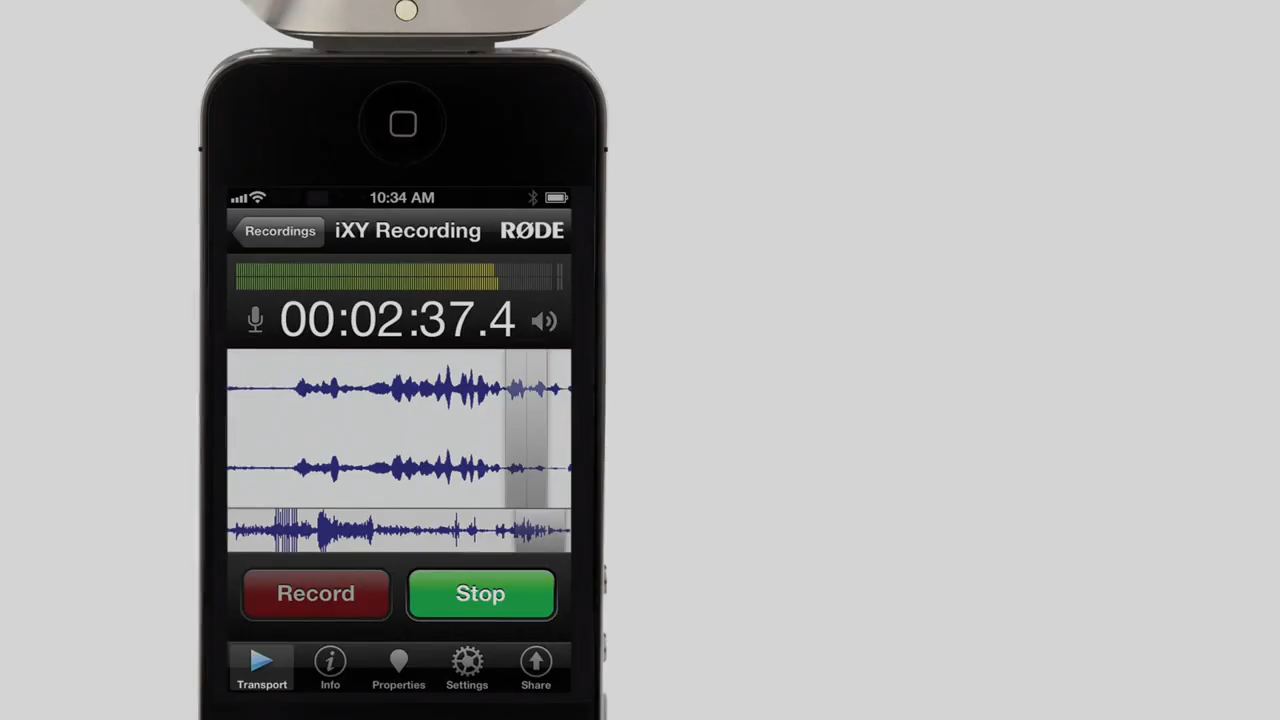 10:34 AM
Recordings
iXY Recording
RØDE
00:02:37.4
Record
Stop
Transport
Info
Properties
Settings
Share